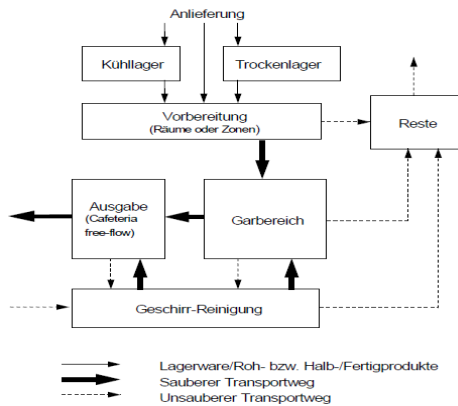 Anlieferung
Kühllager
Trockenlager
Vorbereitung
(Räume oder Zonen)
Reste
Ausgabe
(Cafeteria
free-flow)
Garbereich
Geschirr-Reinigung
Lagerware/Roh- bzw. Halb-/Fertigprodukte
Sauberer Transportweg
Unsauberer Transportweg